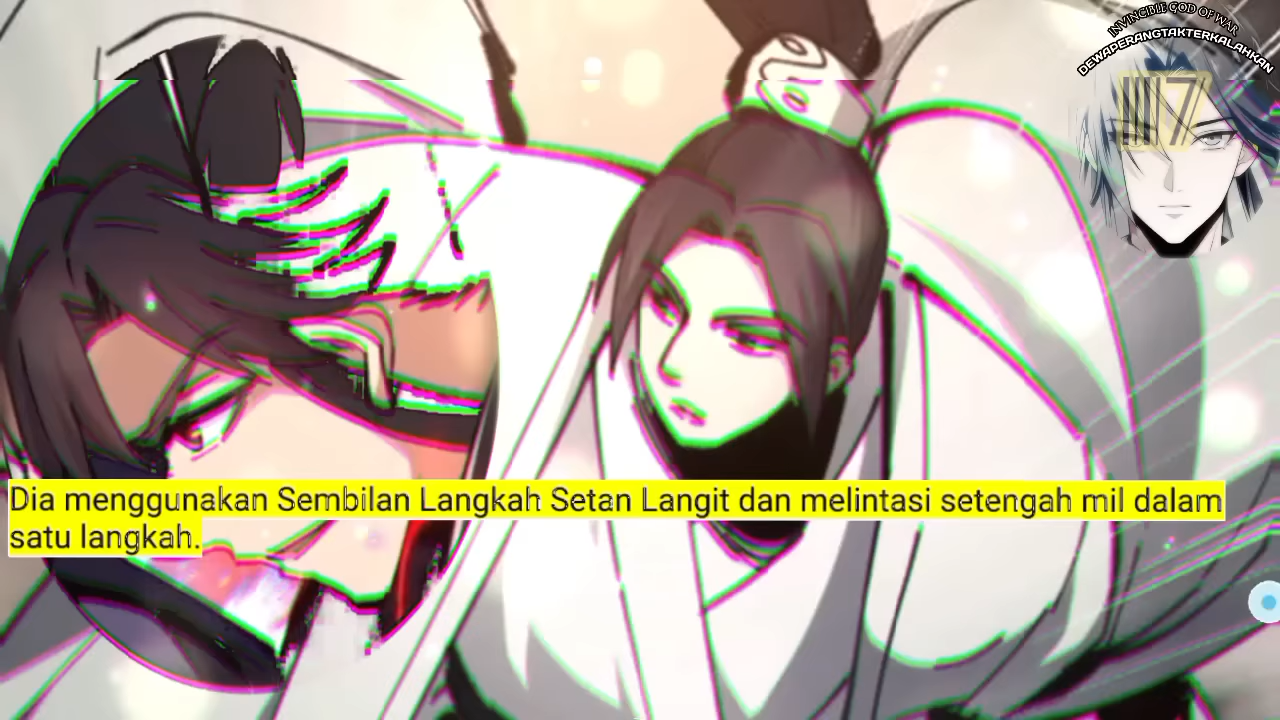 INVINCIBLE GOD OF WAR
DEWAPERANGTAKTERKALAHKAN
Dia menggunakan Sembilan Langkah Setan Langit dan melintasi setengah mil dalam
satu langkah.